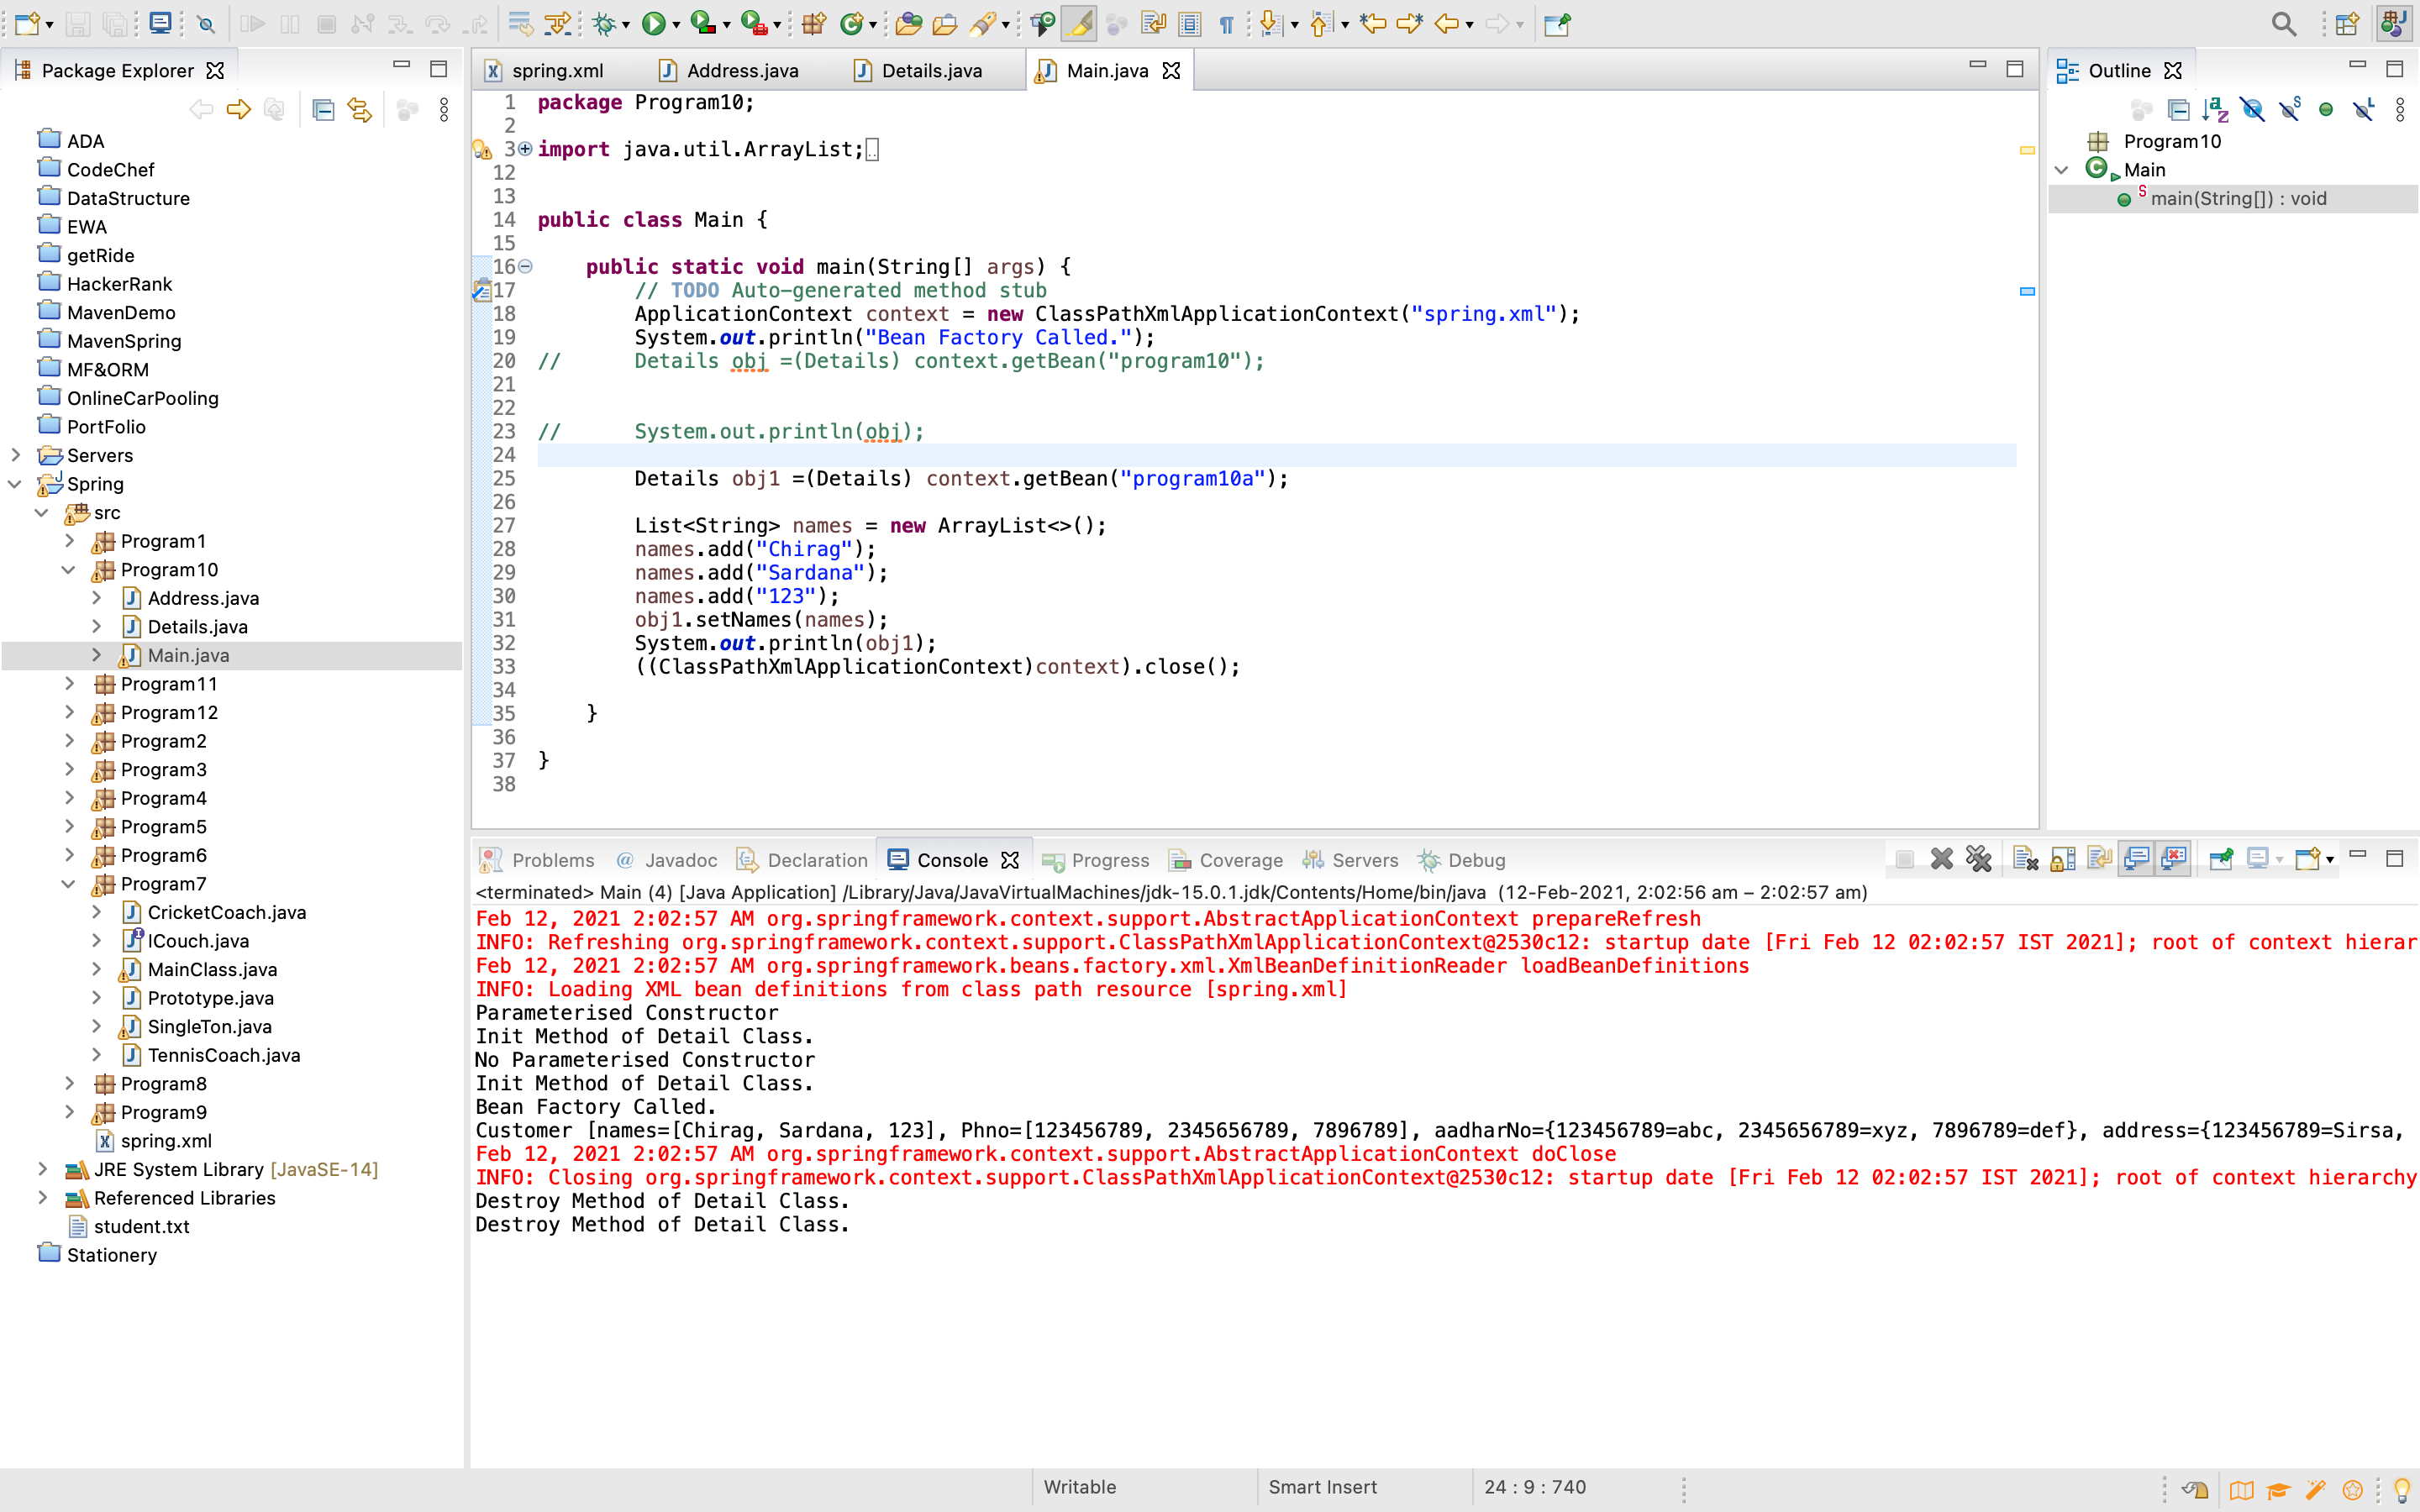 Package Explorer
ADA
CodeChef
DataStructure
EWA
getRide
HackerRank
MavenDemo
MavenSpring
MF&ORM
OnlineCarPooling
PortFolio
Servers
Spring
src
Program1
Program10
Address.java
Details.java
Main.java
Program11
Program12
Program2
Program3
Program4
Program5
Program6
Program7
CricketCoach.java
ICouch.java
MainClass.java
Prototype.java
SingleTon.java
TennisCoach.java
Program8
Program9
spring.xml
JRE System Library [JavaSE-14]
Referenced Libraries
student.txt
Stationery
spring.xml Address.java Details.java Main.java
1 package Program10;
2
3 import java.util.ArrayList;
12
13
14 public class Main {
15
16 public static void main(String[] args) {
17 // TODO Auto-generated method stub
18 ApplicationContext context = new ClassPathXmlApplicationContext("spring.xml");
19 System.out.println("Bean Factory Called.");
20 // Details obj =(Details) context.getBean("program10");
21
22
23 // System.out.println(obj);
24
25 Details obj1 =(Details) context.getBean("program10a");
26
27 List<String> names = new ArrayList<>();
28 names.add("Chirag");
29 names.add("Sardana");
30 names.add("123");
31 obj1.setNames(names);
32 System.out.println(obj1);
33 ((ClassPathXmlApplicationContext)context).close();
34
35 }
36
37 }
38
Outline
Program10
Main
main(String[]) : void
Problems @ Javadoc Declaration Console Progress Coverage Servers Debug
<terminated> Main (4) [Java Application] /Library/Java/JavaVirtualMachines/jdk-15.0.1.jdk/Contents/Home/bin/java (12-Feb-2021, 2:02:56 am – 2:02:57 am)
Feb 12, 2021 2:02:57 AM org.springframework.context.support.AbstractApplicationContext prepareRefresh
INFO: Refreshing org.springframework.context.support.ClassPathXmlApplicationContext@2530c12: startup date [Fri Feb 12 02:02:57 IST 2021]; root of context hierar
Feb 12, 2021 2:02:57 AM org.springframework.beans.factory.xml.XmlBeanDefinitionReader loadBeanDefinitions
INFO: Loading XML bean definitions from class path resource [spring.xml]
Parameterised Constructor
Init Method of Detail Class.
No Parameterised Constructor
Init Method of Detail Class.
Bean Factory Called.
Customer [names=[Chirag, Sardana, 123], Phno=[123456789, 2345656789, 7896789], aadharNo={123456789=abc, 2345656789=xyz, 7896789=def}, address={123456789=Sirsa,
Feb 12, 2021 2:02:57 AM org.springframework.context.support.AbstractApplicationContext doClose
INFO: Closing org.springframework.context.support.ClassPathXmlApplicationContext@2530c12: startup date [Fri Feb 12 02:02:57 IST 2021]; root of context hierarchy
Destroy Method of Detail Class.
Destroy Method of Detail Class.
Writable Smart Insert 24 : 9 : 740